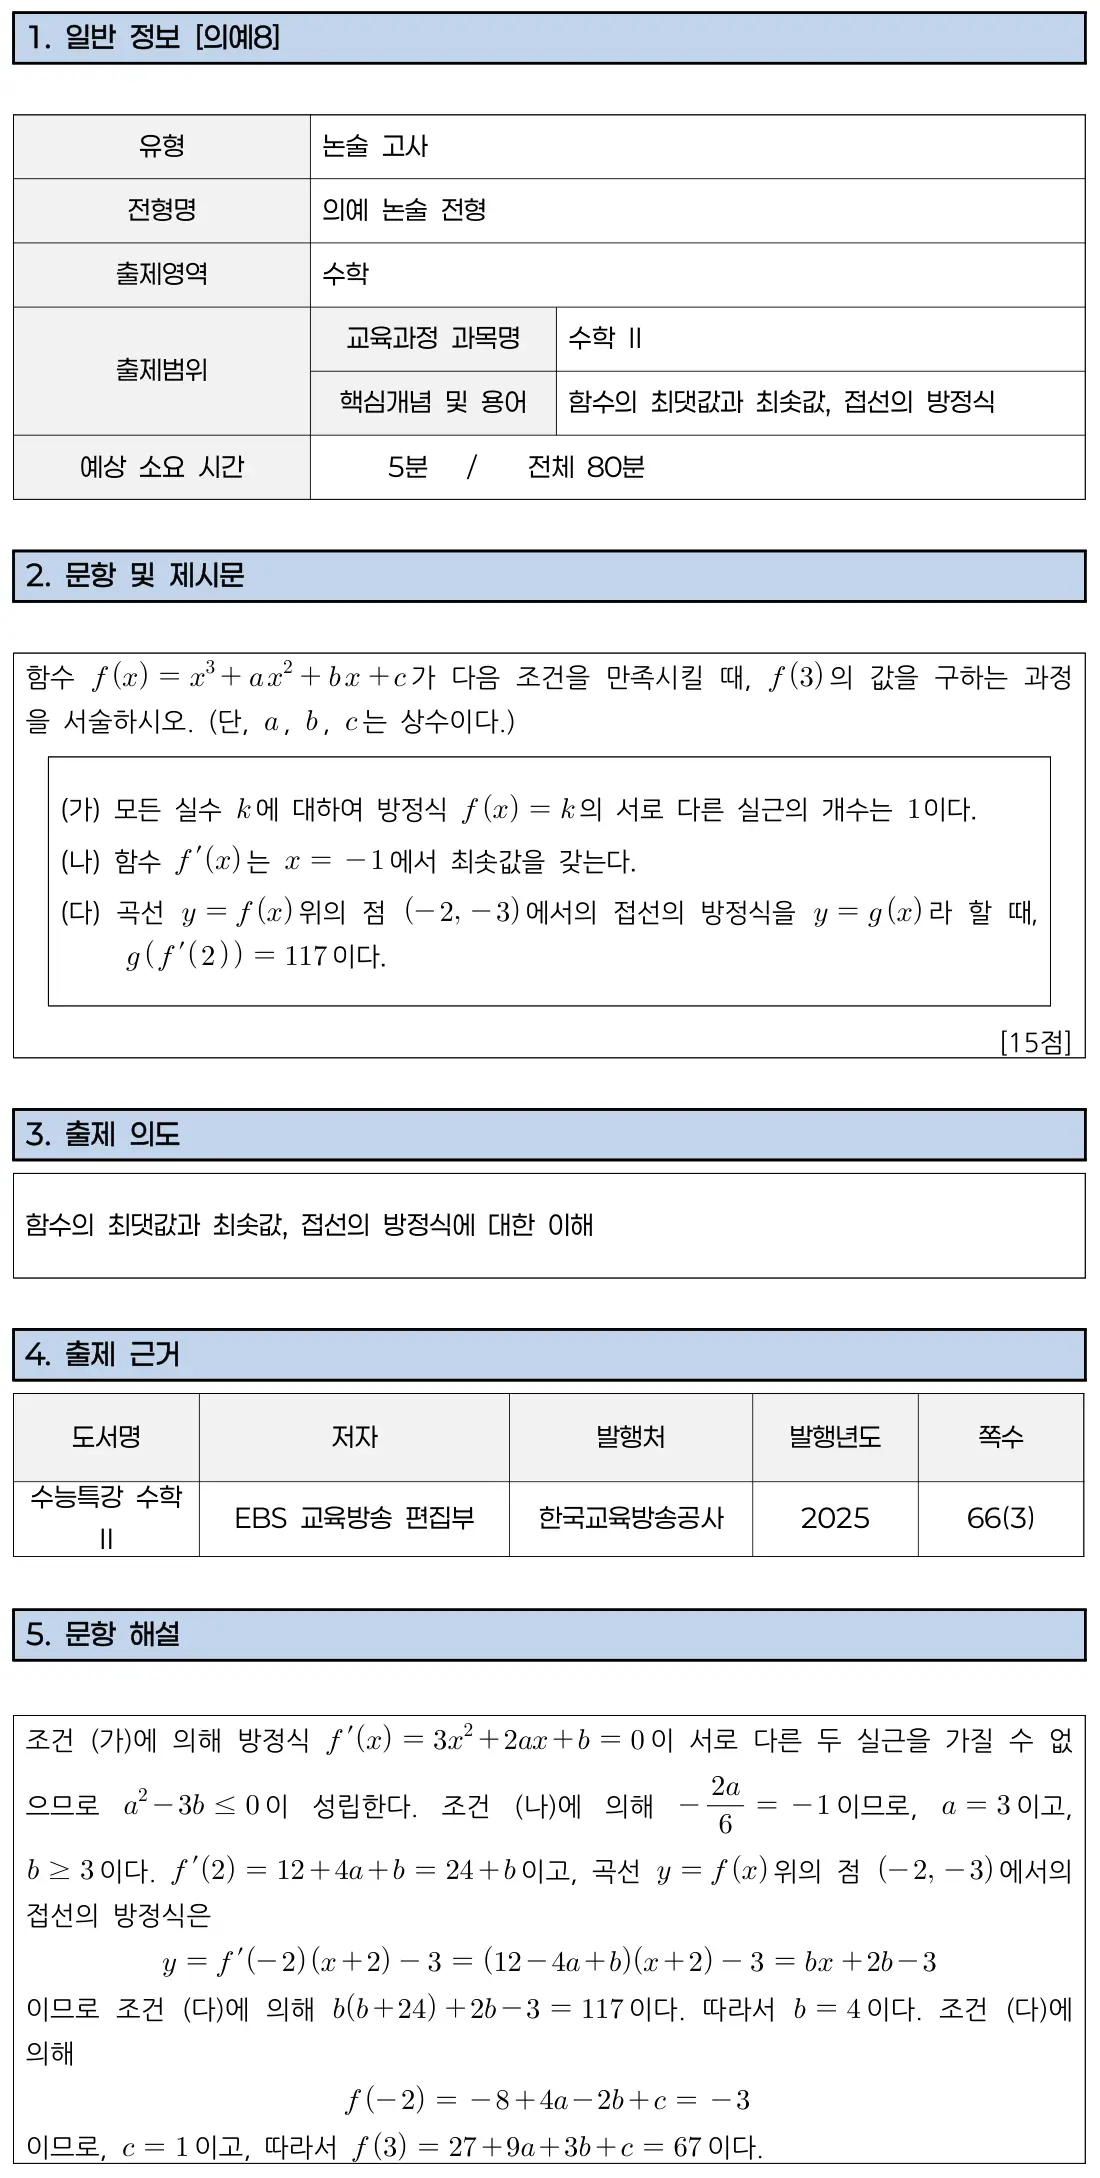 1. 일반 정보 [의예8]
유형 논술 고사
전형명 의예 논술 전형
출제영역 수학
출제범위 교육과정 과목명 수학 II
핵심개념 및 용어 함수의 최댓값과 최솟값, 접선의 방정식
예상 소요 시간 5분 / 전체 80분
2. 문항 및 제시문
함수 f(x) = x³ + ax² + bx + c가 다음 조건을 만족시킬 때, f(3)의 값을 구하는 과정
을 서술하시오. (단, a, b, c는 상수이다.)
(가) 모든 실수 k에 대하여 방정식 f(x) = k의 서로 다른 실근의 개수는 1이다.
(나) 함수 f′(x)는 x = −1에서 최솟값을 갖는다.
(다) 곡선 y = f(x)위의 점 (−2, −3)에서의 접선의 방정식을 y = g(x)라 할 때,
g(f′(2)) = 117이다.
[15점]
3. 출제 의도
함수의 최댓값과 최솟값, 접선의 방정식에 대한 이해
4. 출제 근거
도서명 저자 발행처 발행년도 쪽수
수능특강 수학
II
EBS 교육방송 편집부 한국교육방송공사 2025 66(3)
5. 문항 해설
조건 (가)에 의해 방정식 f′(x) = 3x² + 2ax + b = 0이 서로 다른 두 실근을 가질 수 없
으므로 a² − 3b ≤ 0이 성립한다. 조건 (나)에 의해 −2a/6 = −1이므로, a = 3이고,
b ≥ 3이다. f′(2) = 12 + 4a + b = 24 + b이고, 곡선 y = f(x)위의 점 (−2, −3)에서의
접선의 방정식은
y = f′(−2)(x + 2) − 3 = (12 − 4a + b)(x + 2) − 3 = bx + 2b − 3
이므로 조건 (다)에 의해 b(b + 24) + 2b − 3 = 117이다. 따라서 b = 4이다. 조건 (다)에
의해
f(−2) = −8 + 4a − 2b + c = −3
이므로, c = 1이고, 따라서 f(3) = 27 + 9a + 3b + c = 67이다.